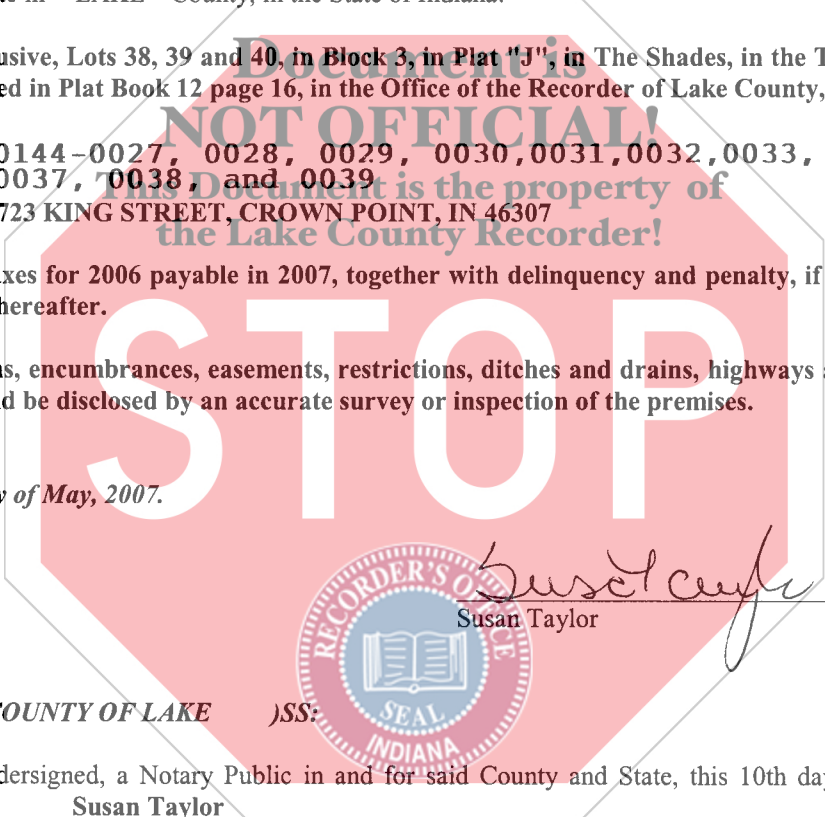 in "LAKE" County, in the State of Indiana.
usive, Lots 38, 39 and 40, in Block 3, in Plat "J", in The Shades, in the T
ed in Plat Book 12 page 16, in the Office of the Recorder of Lake County,
Document is
NOT OFFICIAL!
This Document is the property of
the Lake County Recorder!
0144-0027, 0028, 0029, 0030,0031,0032,0033,
0037, 0038, and 0039
723 KING STREET, CROWN POINT, IN 46307
axes for 2006 payable in 2007, together with delinquency and penalty, if
hereafter.
STOP
ns, encumbrances, easements, restrictions, ditches and drains, highways
d be disclosed by an accurate survey or inspection of the premises.
y of May, 2007.
Susan Taylor
Susan Taylor
RECORDER'S OFFICE
SEAL
INDIANA
OUNTY OF LAKE )SS:
dersigned, a Notary Public in and for said County and State, this 10th day
Susan Taylor